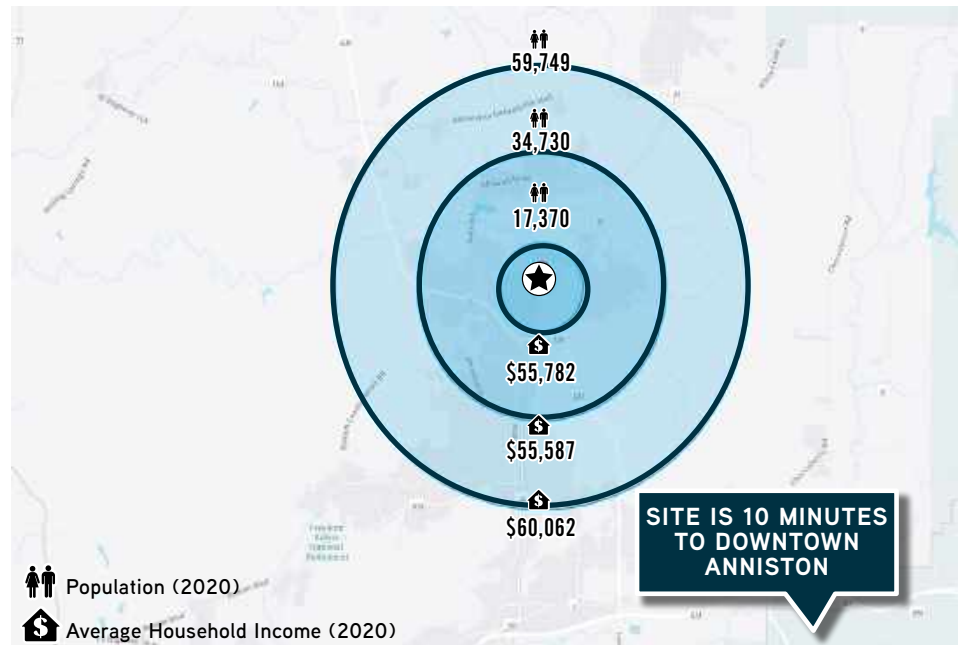 59,749
34,730
17,370
$55,782
$55,587
$60,062
SITE IS 10 MINUTES
TO DOWNTOWN
ANNISTON
Population (2020)
Average Household Income (2020)